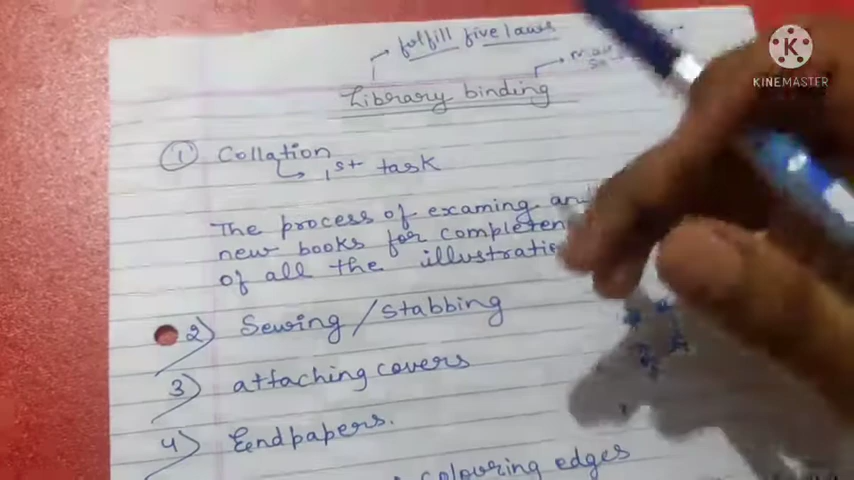 fulfill five laws
Library binding
K
KINEMASTER
① Collation
1st task
The process of examing an
new books for completen
of all the illustratio
2) Sewing/stabbing
3) attaching covers
4) Endpapers.
colouring edges